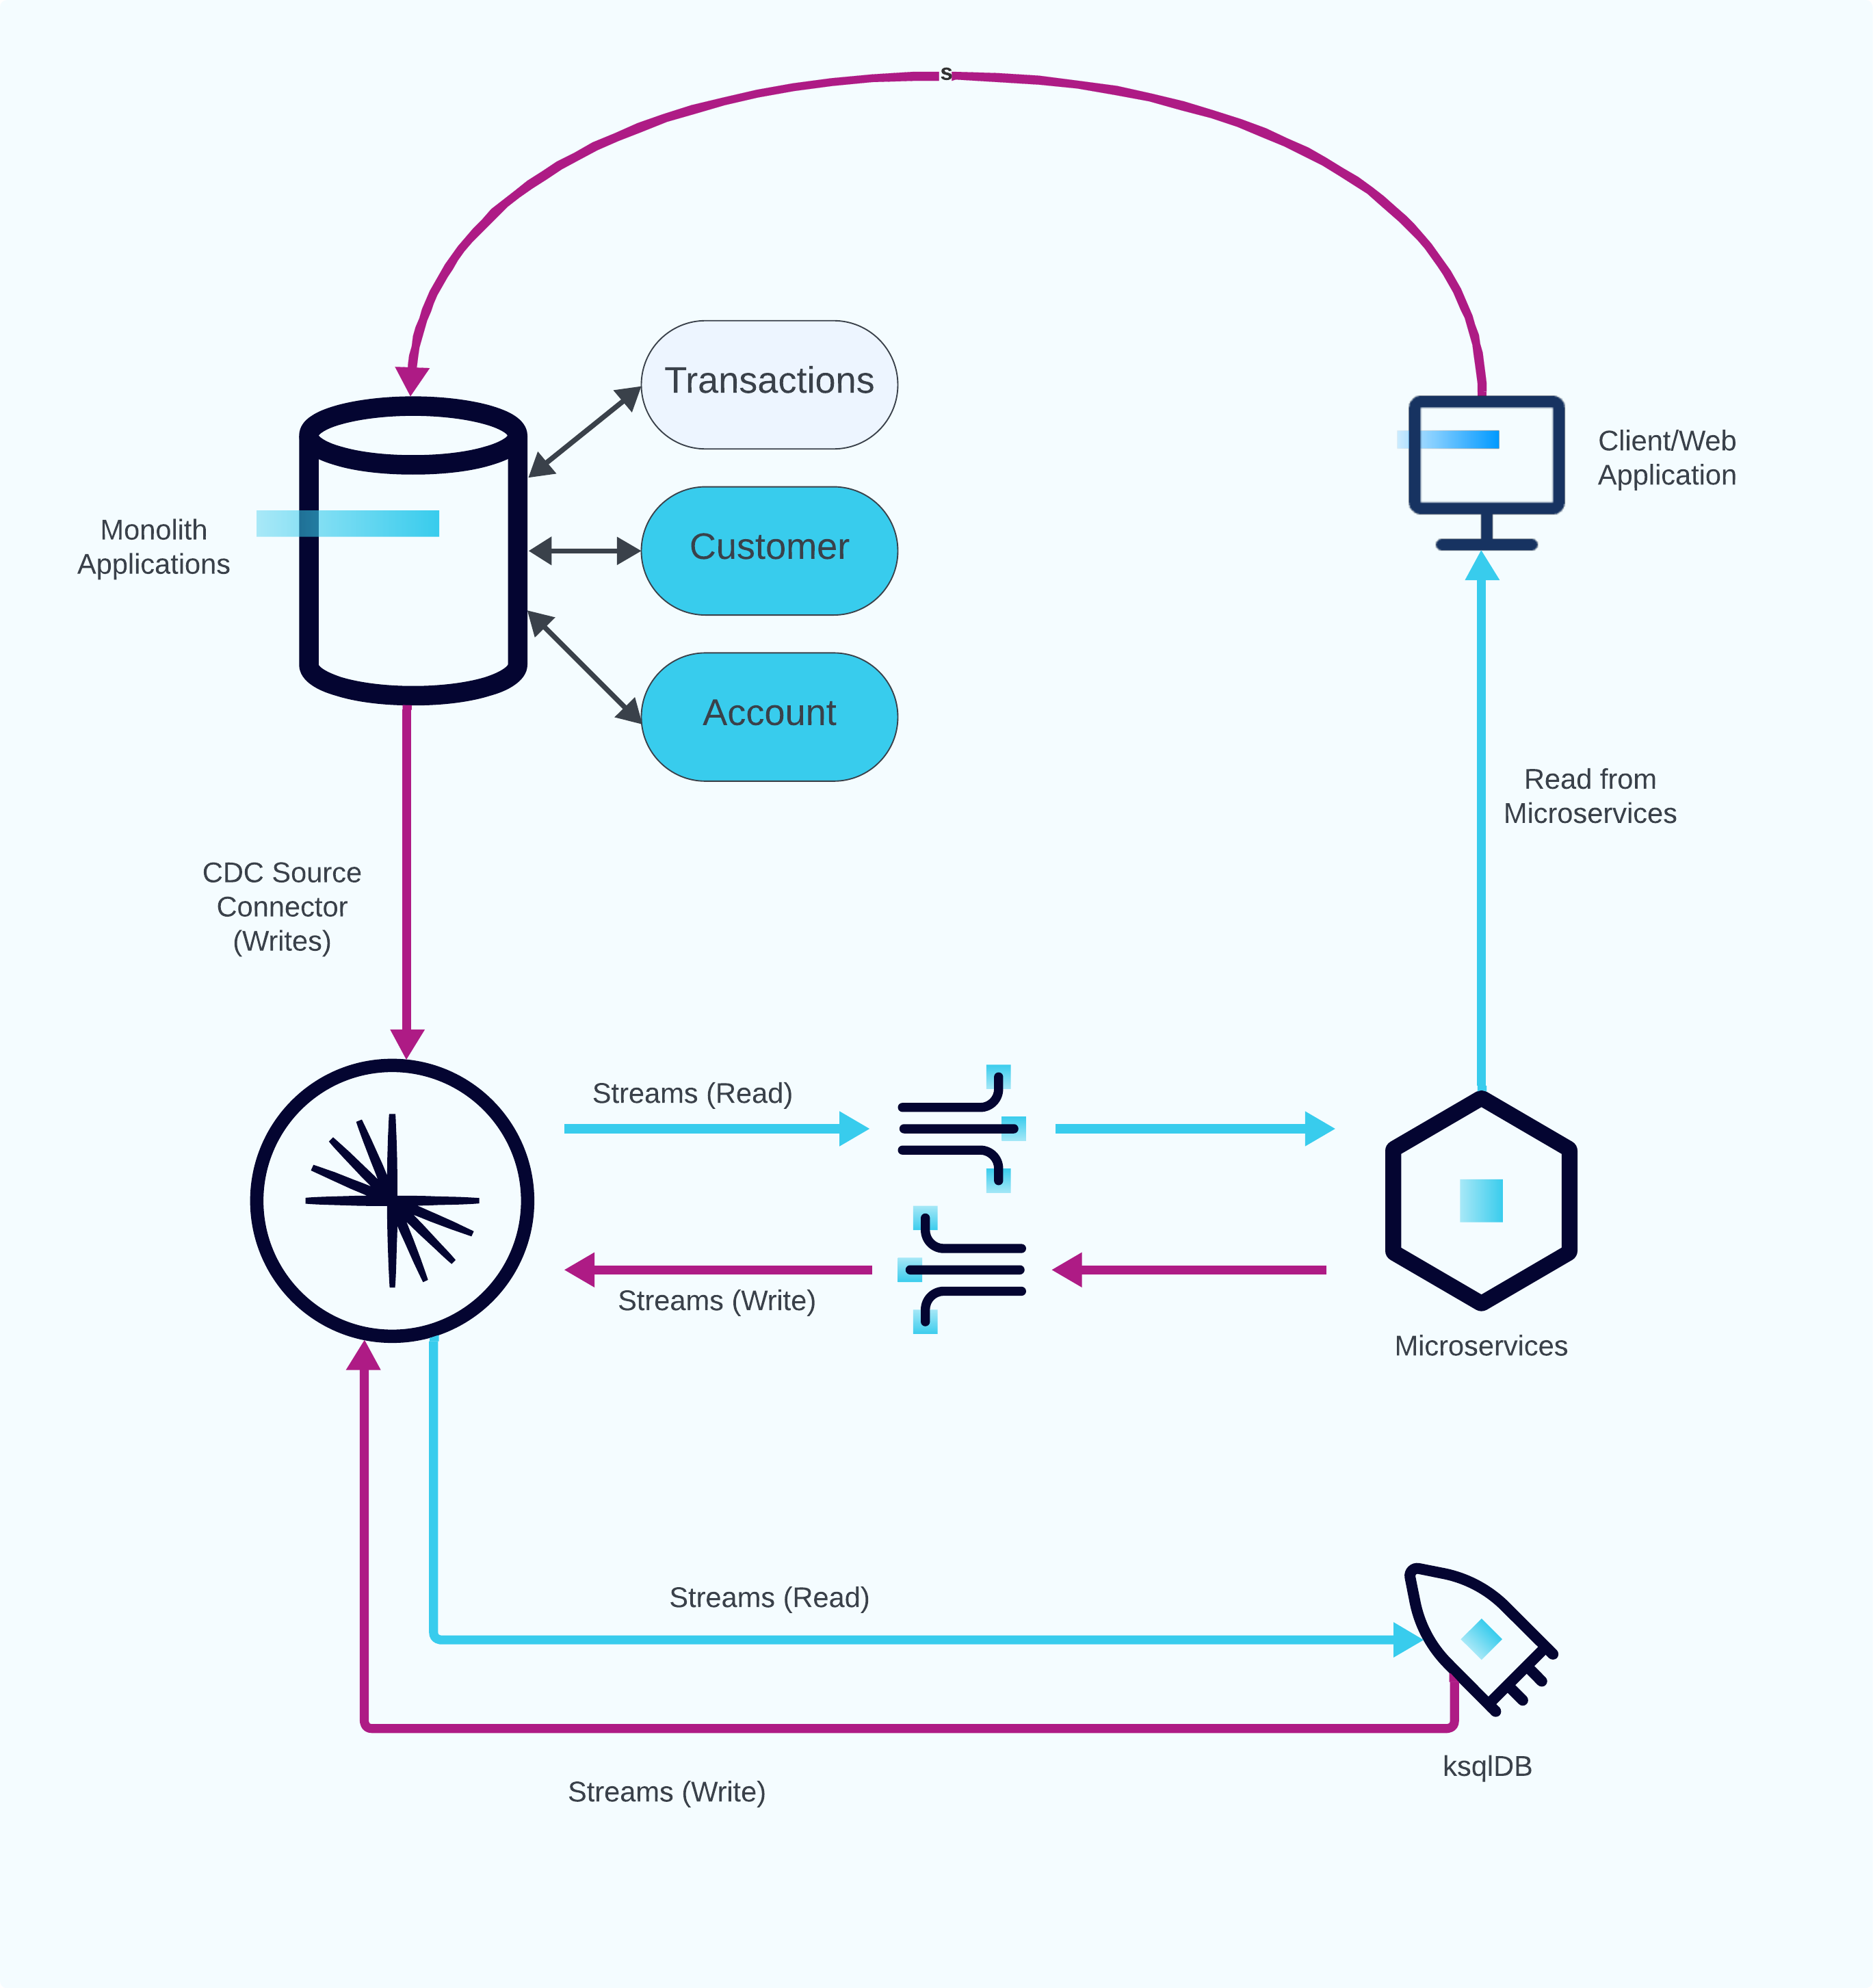 s
Transactions
Client/Web
Application
Monolith
Applications
Customer
Account
Read from
Microservices
CDC Source
Connector
(Writes)
Streams (Read)
Streams (Write)
Microservices
Streams (Read)
ksqlDB
Streams (Write)